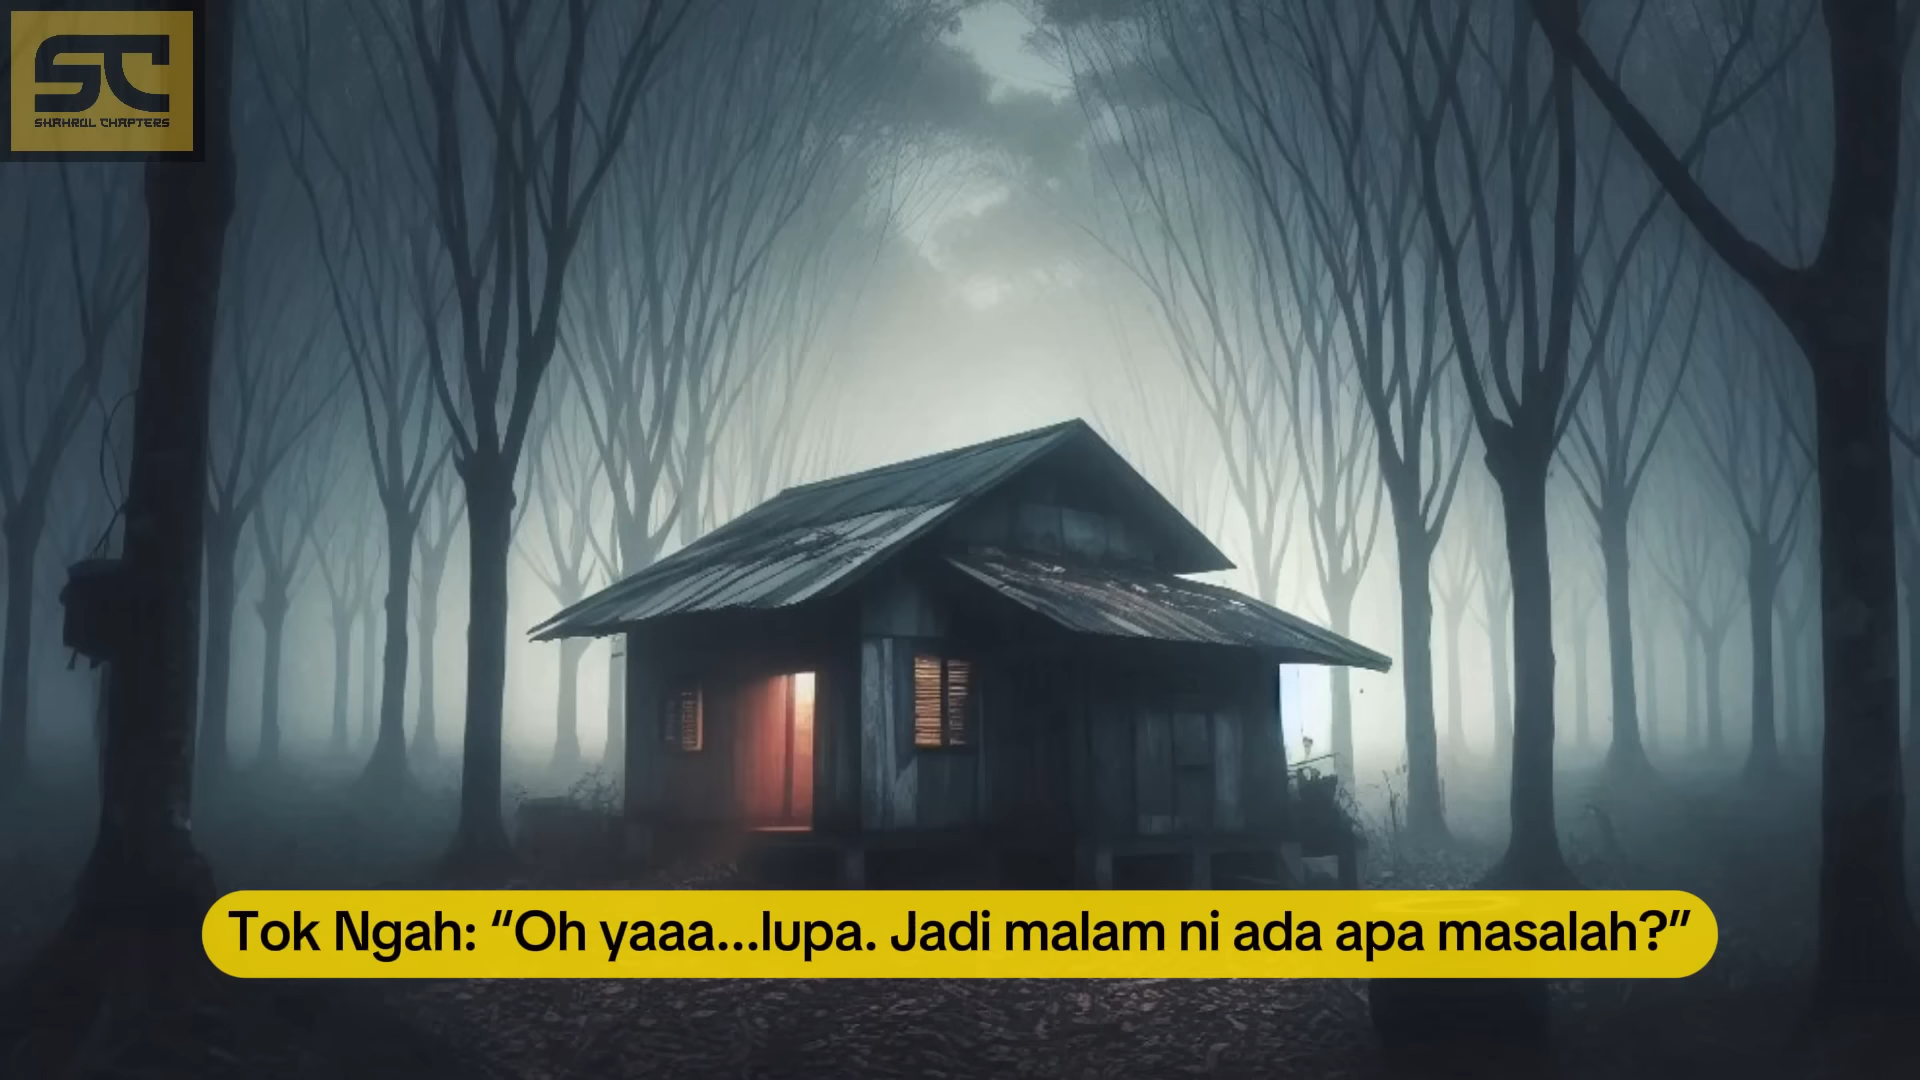 SC
SHAHRUL CHAPTERS
Tok Ngah: “Oh yaaa...lupa. Jadi malam ni ada apa masalah?”